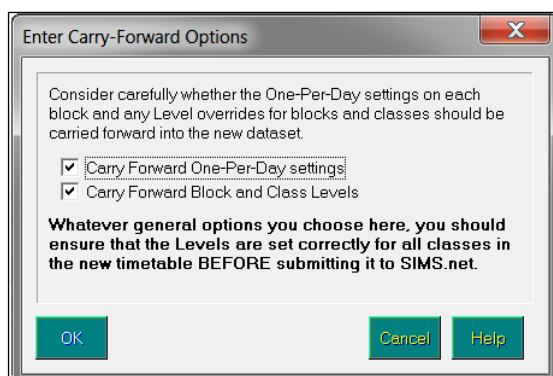 Enter Carry-Forward Options
Consider carefully whether the One-Per-Day settings on each
block and any Level overrides for blocks and classes should be
carried forward into the new dataset.
Carry Forward One-Per-Day settings
Carry Forward Block and Class Levels
Whatever general options you choose here, you should
ensure that the Levels are set correctly for all classes in
the new timetable BEFORE submitting it to SIMS.net.
OK
Cancel
Help